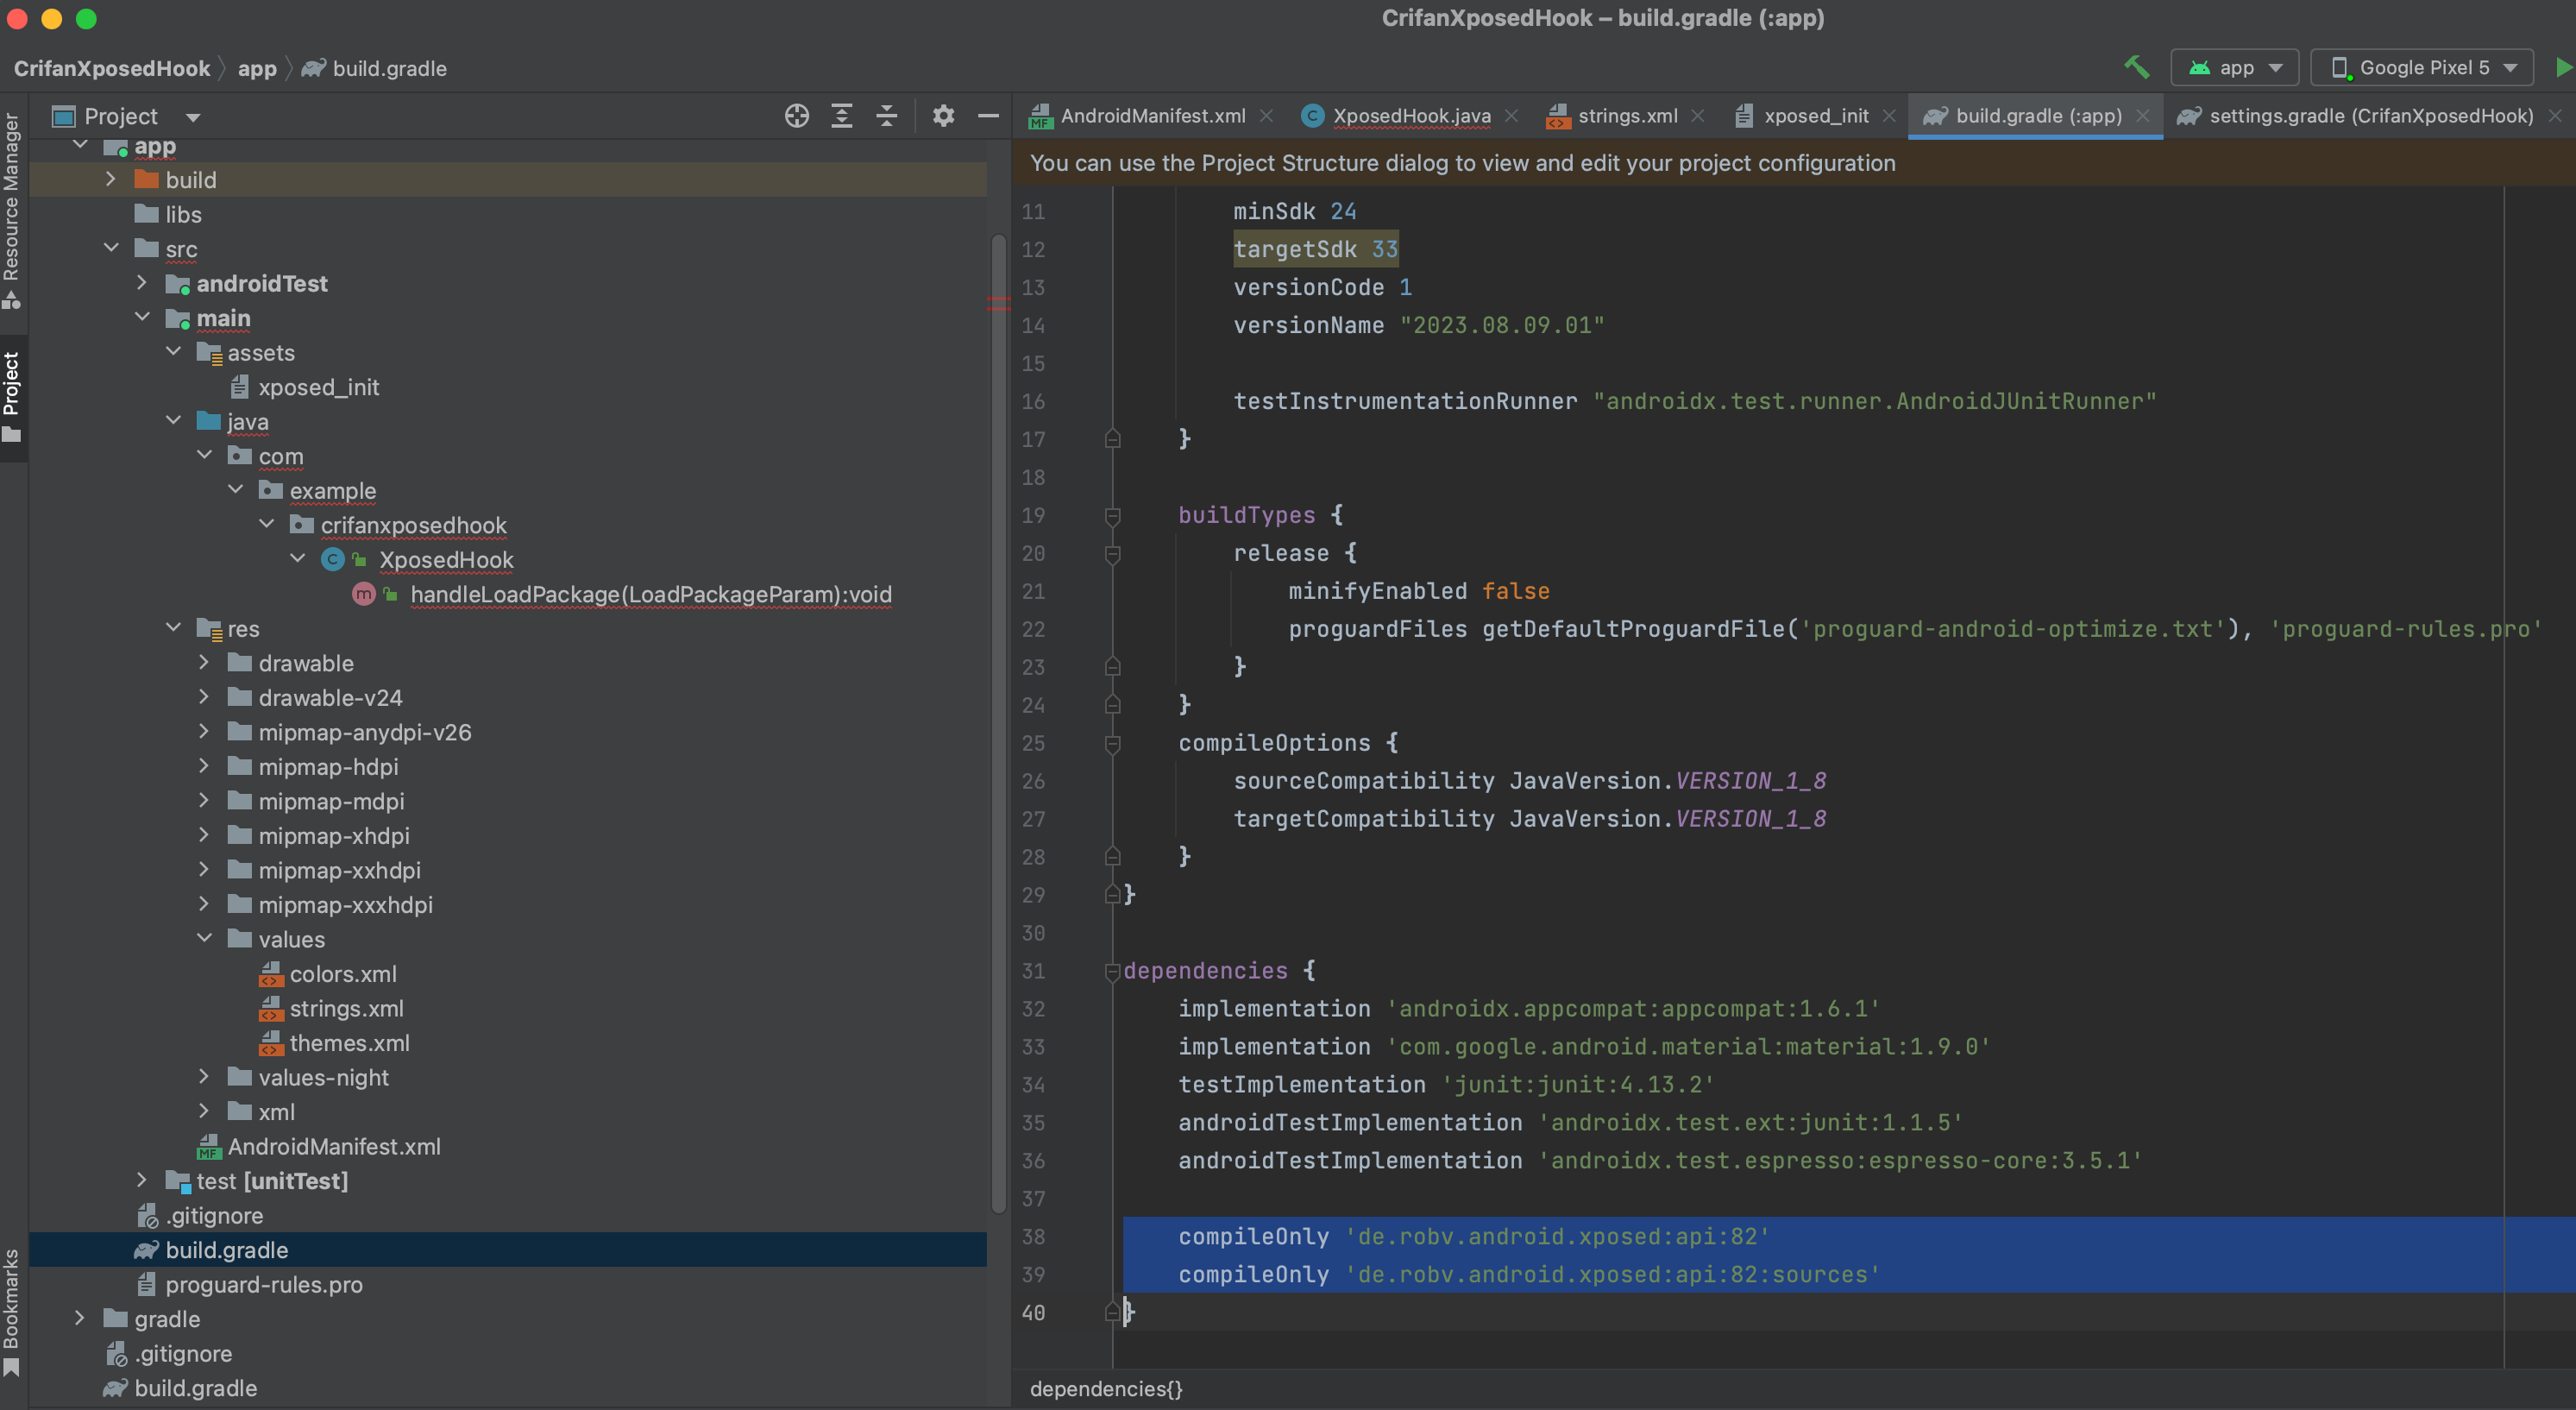 CrifanXposedHook – build.gradle (:app)
CrifanXposedHook app build.gradle
app Google Pixel 5
Resource Manager
Project
Bookmarks
Project
app
build
libs
src
androidTest
main
assets
xposed_init
java
com
example
crifanxposedhook
C XposedHook
m handleLoadPackage(LoadPackageParam):void
res
drawable
drawable-v24
mipmap-anydpi-v26
mipmap-hdpi
mipmap-mdpi
mipmap-xhdpi
mipmap-xxhdpi
mipmap-xxxhdpi
values
colors.xml
strings.xml
themes.xml
values-night
xml
MF AndroidManifest.xml
test [unitTest]
.gitignore
build.gradle
proguard-rules.pro
gradle
.gitignore
build.gradle
MF AndroidManifest.xml C XposedHook.java strings.xml xposed_init build.gradle (:app) settings.gradle (CrifanXposedHook)
You can use the Project Structure dialog to view and edit your project configuration
11 minSdk 24
12 targetSdk 33
13 versionCode 1
14 versionName "2023.08.09.01"
15
16 testInstrumentationRunner "androidx.test.runner.AndroidJUnitRunner"
17 }
18
19 buildTypes {
20 release {
21 minifyEnabled false
22 proguardFiles getDefaultProguardFile('proguard-android-optimize.txt'), 'proguard-rules.pro'
23 }
24 }
25 compileOptions {
26 sourceCompatibility JavaVersion.VERSION_1_8
27 targetCompatibility JavaVersion.VERSION_1_8
28 }
29 }
30
31 dependencies {
32 implementation 'androidx.appcompat:appcompat:1.6.1'
33 implementation 'com.google.android.material:material:1.9.0'
34 testImplementation 'junit:junit:4.13.2'
35 androidTestImplementation 'androidx.test.ext:junit:1.1.5'
36 androidTestImplementation 'androidx.test.espresso:espresso-core:3.5.1'
37
38 compileOnly 'de.robv.android.xposed:api:82'
39 compileOnly 'de.robv.android.xposed:api:82:sources'
40 }
dependencies{}